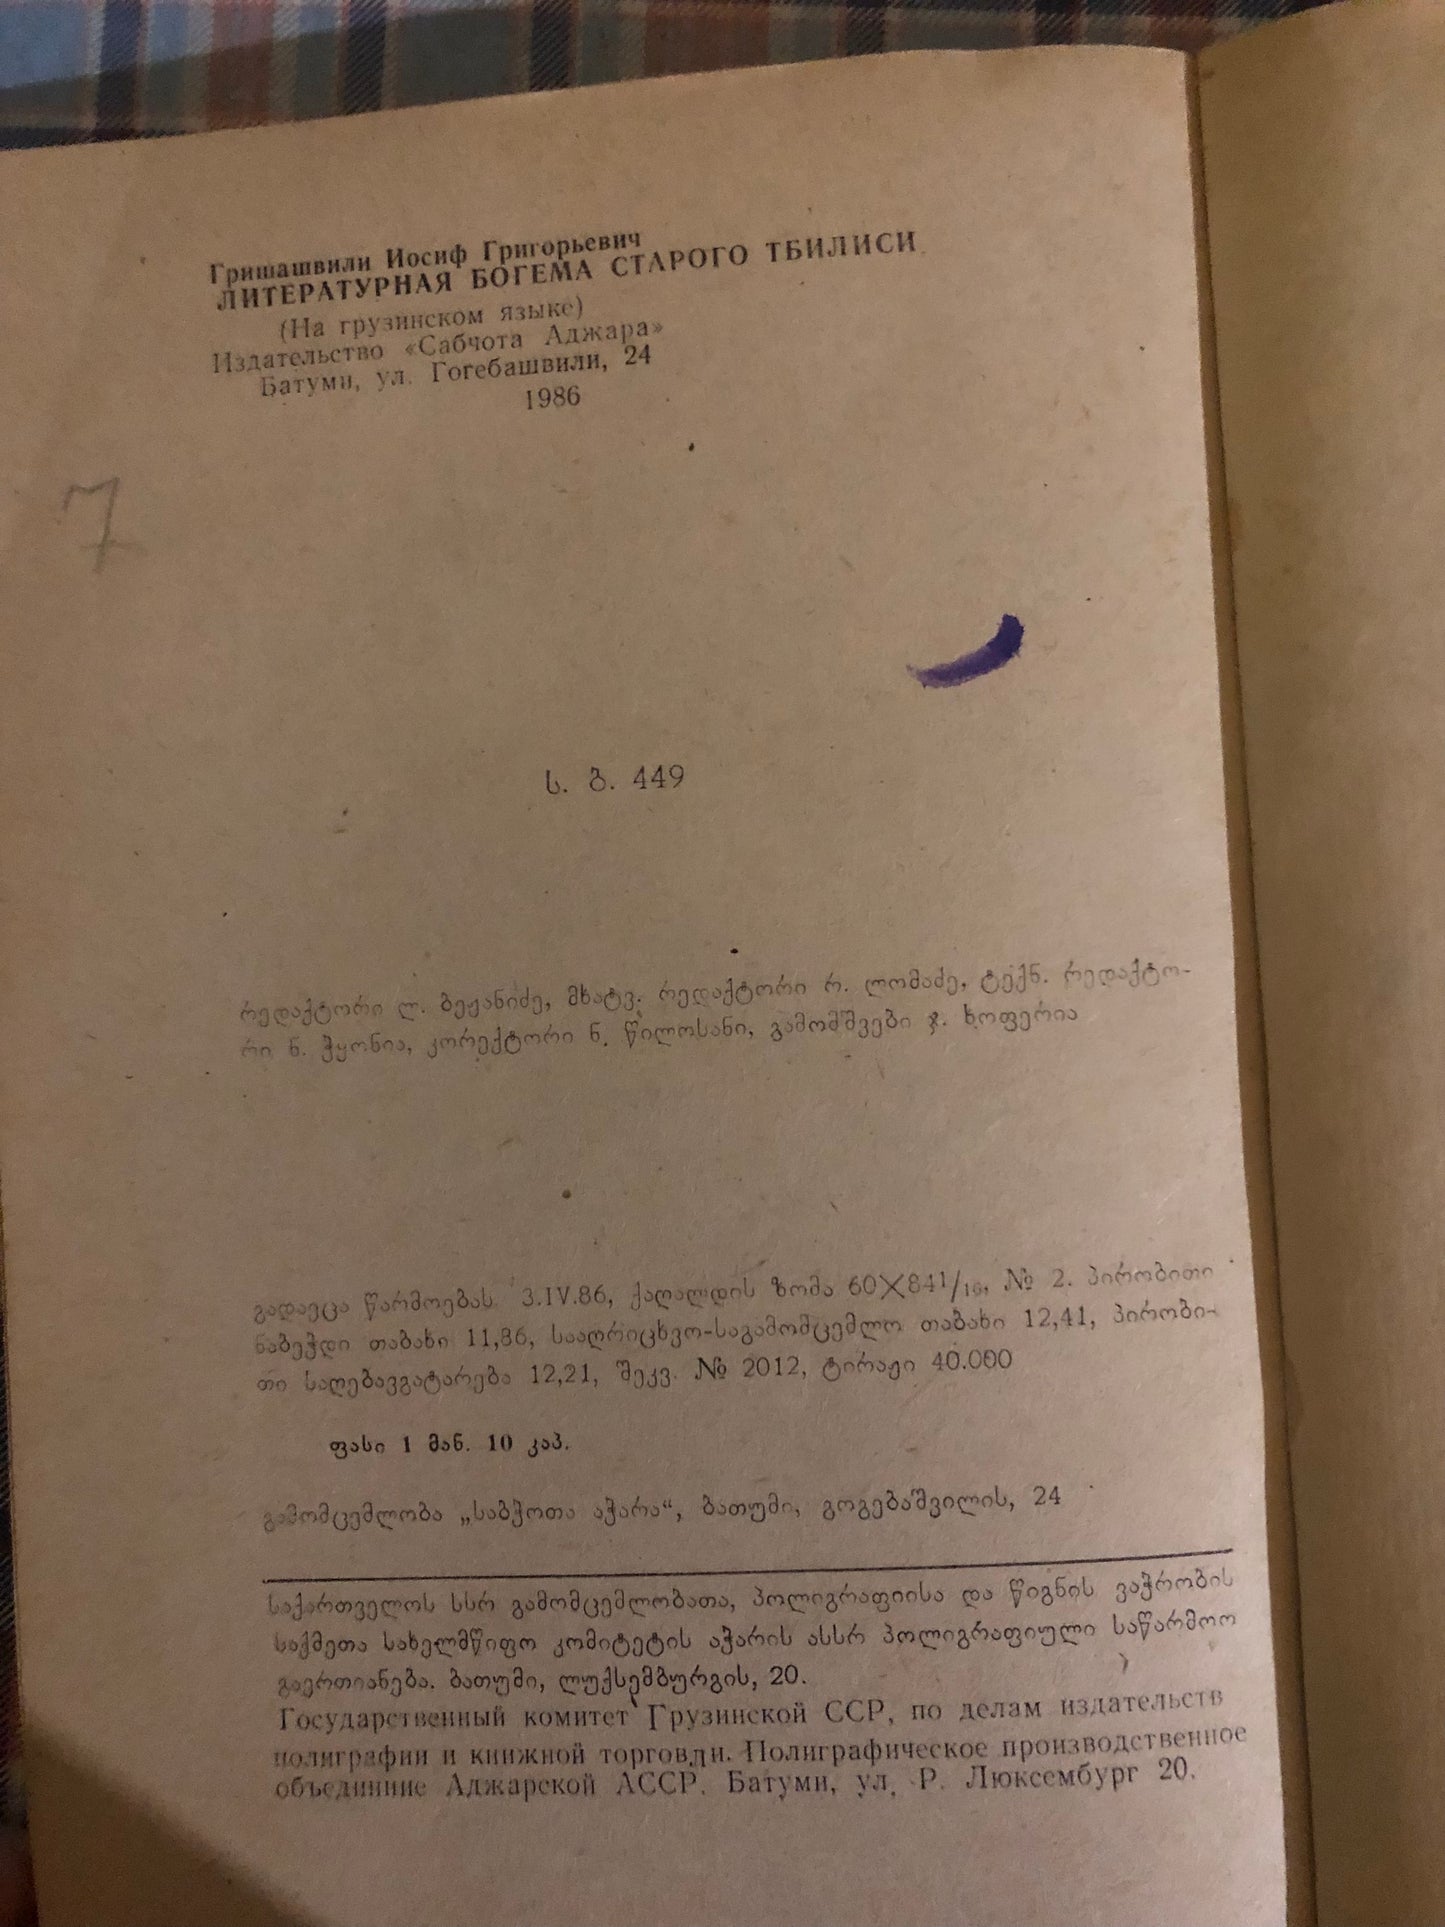 Гришашвили Иосиф Григорьевич
ЛИТЕРАТУРНАЯ БОГЕМА СТАРОГО ТБИЛИСИ
(На грузинском языке)
Издательство «Сабчота Аджара»
Батуми, ул. Гогебашвили, 24
1986
7
ს. ბ. 449
რედაქტორი ლ. ბეჟანიძე, მხატვ. რედაქტორი რ. ლომაძე, ტექნ. რედაქტო-
რი ნ. ჭყონია, კორექტორი ნ. წილოსანი, გამომშვები ჯ. ხოფერია
გადაეცა წარმოებას 3.IV.86, ქაღალდის ზომა 60X84¹/₁₆, № 2. პირობითი
ნაბეჭდი თაბახი 11,86, სააღრიცხვო-საგამომცემლო თაბახი 12,41, პირობი-
თი საღებავგატარება 12,21, შეკვ. № 2012, ტირაჟი 40.000
ფასი 1 მან. 10 კაპ.
გამომცემლობა „საბჭოთა აჭარა“, ბათუმი, გოგებაშვილის, 24
საქართველოს სსრ გამომცემლობათა, პოლიგრაფიისა და წიგნის ვაჭრობის
საქმეთა სახელმწიფო კომიტეტის აჭარის ასსრ პოლიგრაფიული საწარმოო
გაერთიანება. ბათუმი, ლუქსემბურგის, 20.
Государственный комитет Грузинской ССР, по делам издательств
полиграфии и книжной торговли. Полиграфическое производственное
объединние Аджарской АССР. Батуми, ул. Р. Люксембург 20.